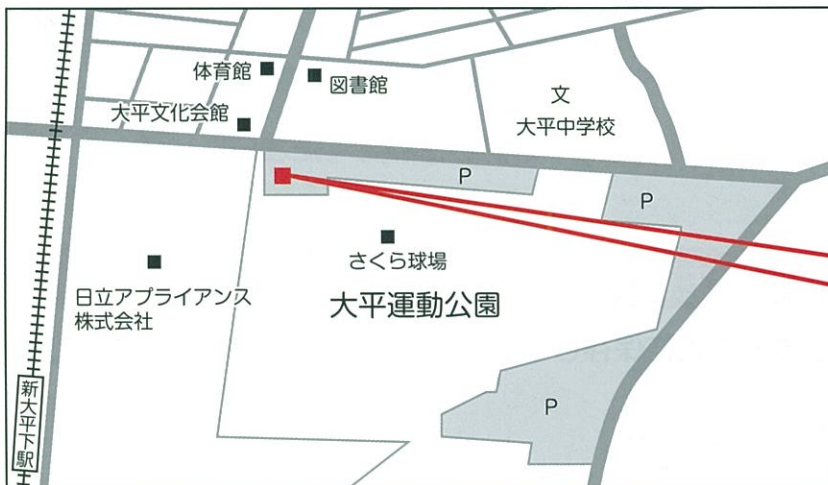 体育館
図書館
文
大平中学校
大平文化会館
P
P
さくら球場
日立アプライアンス
株式会社
大平運動公園
新大平下駅
P